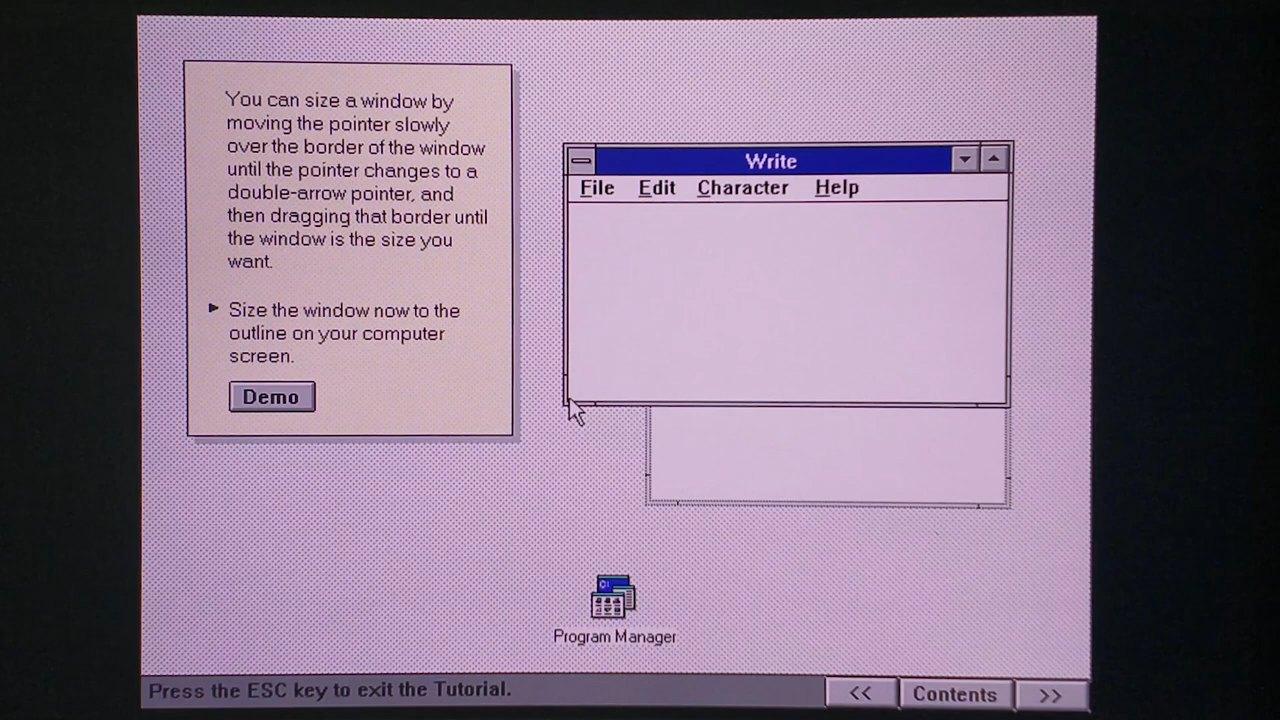 You can size a window by
moving the pointer slowly
over the border of the window
until the pointer changes to a
double-arrow pointer, and
then dragging that border until
the window is the size you
want.
Size the window now to the
outline on your computer
screen.
Demo
Write
File Edit Character Help
Program Manager
Press the ESC key to exit the Tutorial.
<< Contents >>